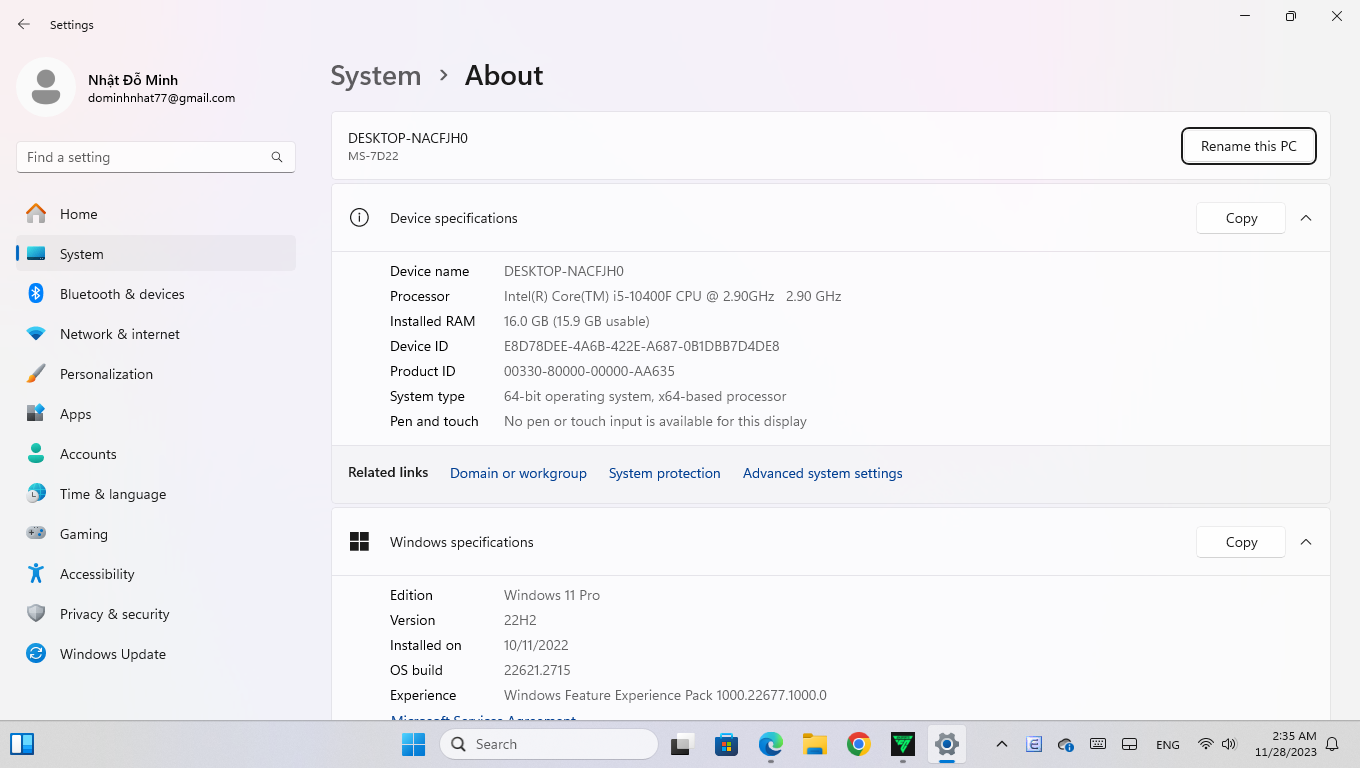 Settings
Nhật Đỗ Minh
dominhnhat77@gmail.com
Find a setting
Home
System
Bluetooth & devices
Network & internet
Personalization
Apps
Accounts
Time & language
Gaming
Accessibility
Privacy & security
Windows Update
System > About
DESKTOP-NACFJH0
MS-7D22
Rename this PC
Device specifications
Copy
Device name DESKTOP-NACFJH0
Processor Intel(R) Core(TM) i5-10400F CPU @ 2.90GHz 2.90 GHz
Installed RAM 16.0 GB (15.9 GB usable)
Device ID E8D78DEE-4A6B-422E-A687-0B1DBB7D4DE8
Product ID 00330-80000-00000-AA635
System type 64-bit operating system, x64-based processor
Pen and touch No pen or touch input is available for this display
Related links Domain or workgroup System protection Advanced system settings
Windows specifications
Copy
Edition Windows 11 Pro
Version 22H2
Installed on 10/11/2022
OS build 22621.2715
Experience Windows Feature Experience Pack 1000.22677.1000.0
Microsoft Services Agreement
Search
ENG
2:35 AM
11/28/2023